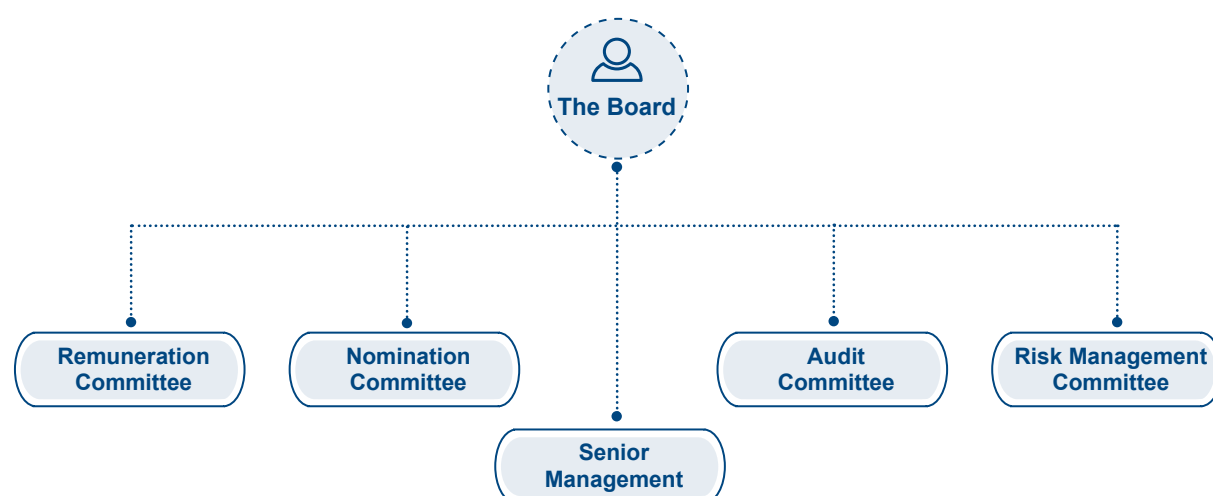 The Board
Remuneration
Committee
Nomination
Committee
Audit
Committee
Risk Management
Committee
Senior
Management